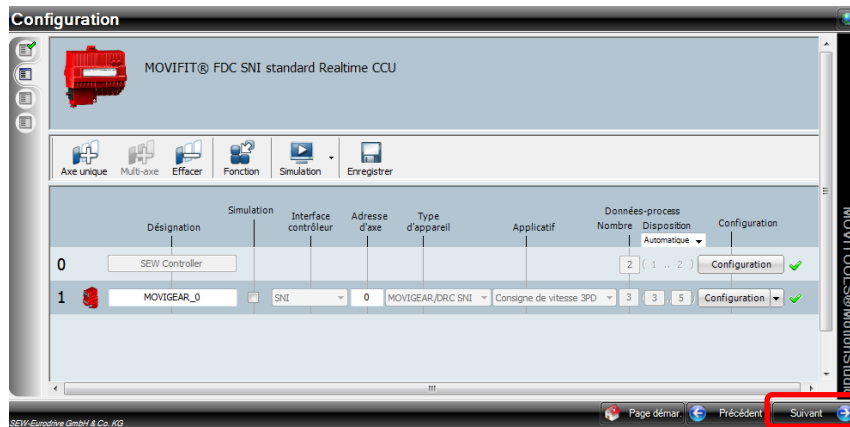 Configuration
MOVIFIT® FDC SNI standard Realtime CCU
Axe unique Multi-axe Effacer Fonction Simulation Enregistrer
Désignation Simulation Interface contrôleur Adresse d'axe Type d'appareil Applicatif Données-process Nombre Disposition Configuration
Automatique
0 SEW Controller 2 ( 1 .. 2 ) Configuration
1 MOVIGEAR_0 SNI 0 MOVIGEAR/DRC SNI Consigne de vitesse 3PD 3 ( 3 .. 5 ) Configuration
MOVITOOLS®MotionStudio
Page démar. Précédent Suivant
SEW-Eurodrive GmbH & Co. KG